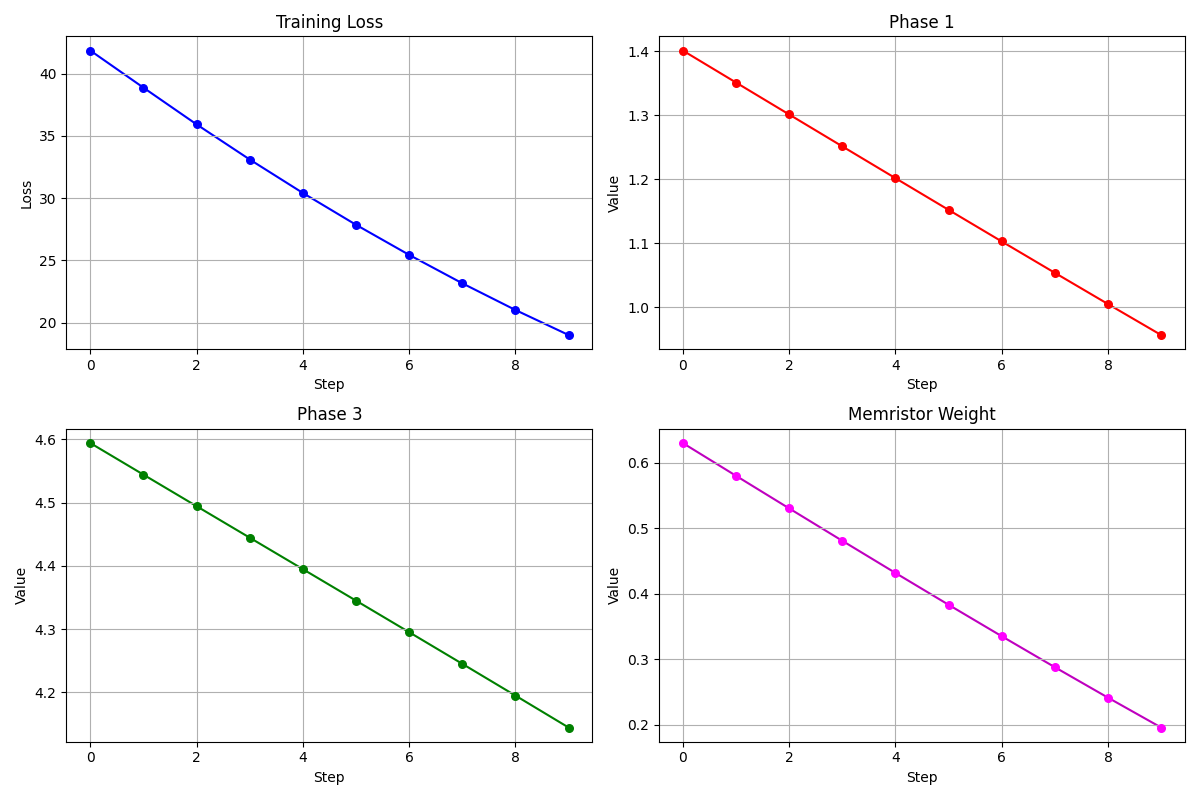 Training Loss
40
35
30
25
20
Loss
0 2 4 6 8
Step
Phase 1
1.4
1.3
1.2
1.1
1.0
Value
0 2 4 6 8
Step
Phase 3
4.6
4.5
4.4
4.3
4.2
Value
0 2 4 6 8
Step
Memristor Weight
0.6
0.5
0.4
0.3
0.2
Value
0 2 4 6 8
Step